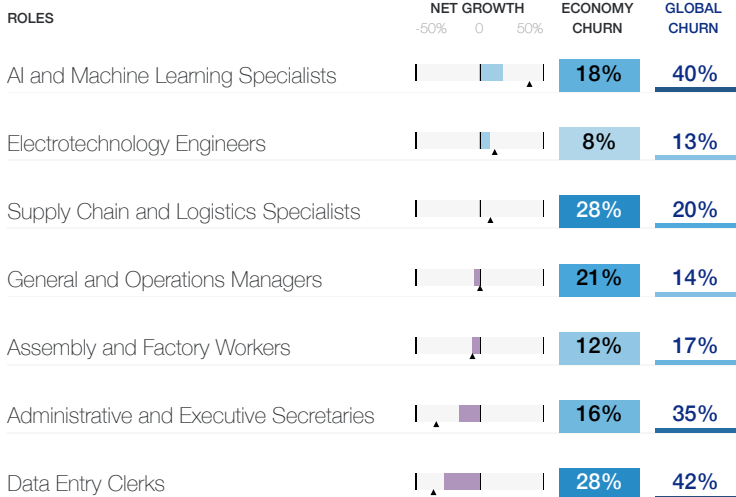 ROLES NET GROWTH ECONOMY CHURN GLOBAL CHURN
-50% 0 50%
AI and Machine Learning Specialists 18% 40%
Electrotechnology Engineers 8% 13%
Supply Chain and Logistics Specialists 28% 20%
General and Operations Managers 21% 14%
Assembly and Factory Workers 12% 17%
Administrative and Executive Secretaries 16% 35%
Data Entry Clerks 28% 42%